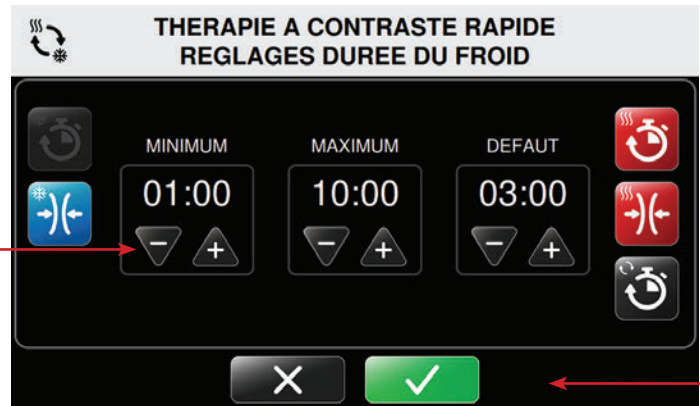 THERAPIE A CONTRASTE RAPIDE
REGLAGES DUREE DU FROID
MINIMUM MAXIMUM DEFAUT
01:00 10:00 03:00
- + - + - +